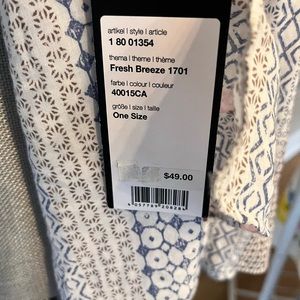 artikel | style | article
1 80 01354
thema | theme | thème
Fresh Breeze 1701
farbe | colour | couleur
40015CA
größe | size | taille
One Size
$49.00